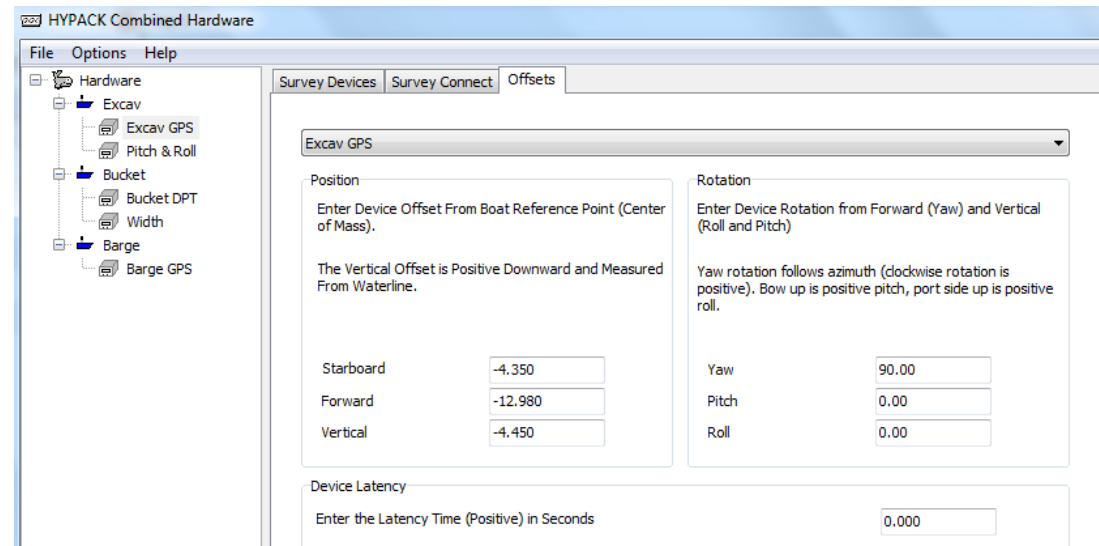 HYPACK Combined Hardware
File Options Help
Hardware
Excav
Excav GPS
Pitch & Roll
Bucket
Bucket DPT
Width
Barge
Barge GPS
Survey Devices Survey Connect Offsets
Excav GPS
Position
Enter Device Offset From Boat Reference Point (Center
of Mass).
The Vertical Offset is Positive Downward and Measured
From Waterline.
Starboard -4.350
Forward -12.980
Vertical -4.450
Rotation
Enter Device Rotation from Forward (Yaw) and Vertical
(Roll and Pitch)
Yaw rotation follows azimuth (clockwise rotation is
positive). Bow up is positive pitch, port side up is positive
roll.
Yaw 90.00
Pitch 0.00
Roll 0.00
Device Latency
Enter the Latency Time (Positive) in Seconds 0.000